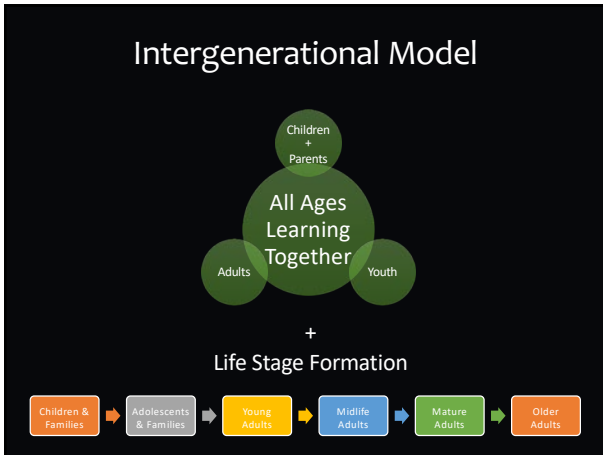 Intergenerational Model
Children
+
Parents
All Ages
Learning
Together
Adults
Youth
+
Life Stage Formation
Children &
Families
Adolescents
& Families
Young
Adults
Midlife
Adults
Mature
Adults
Older
Adults